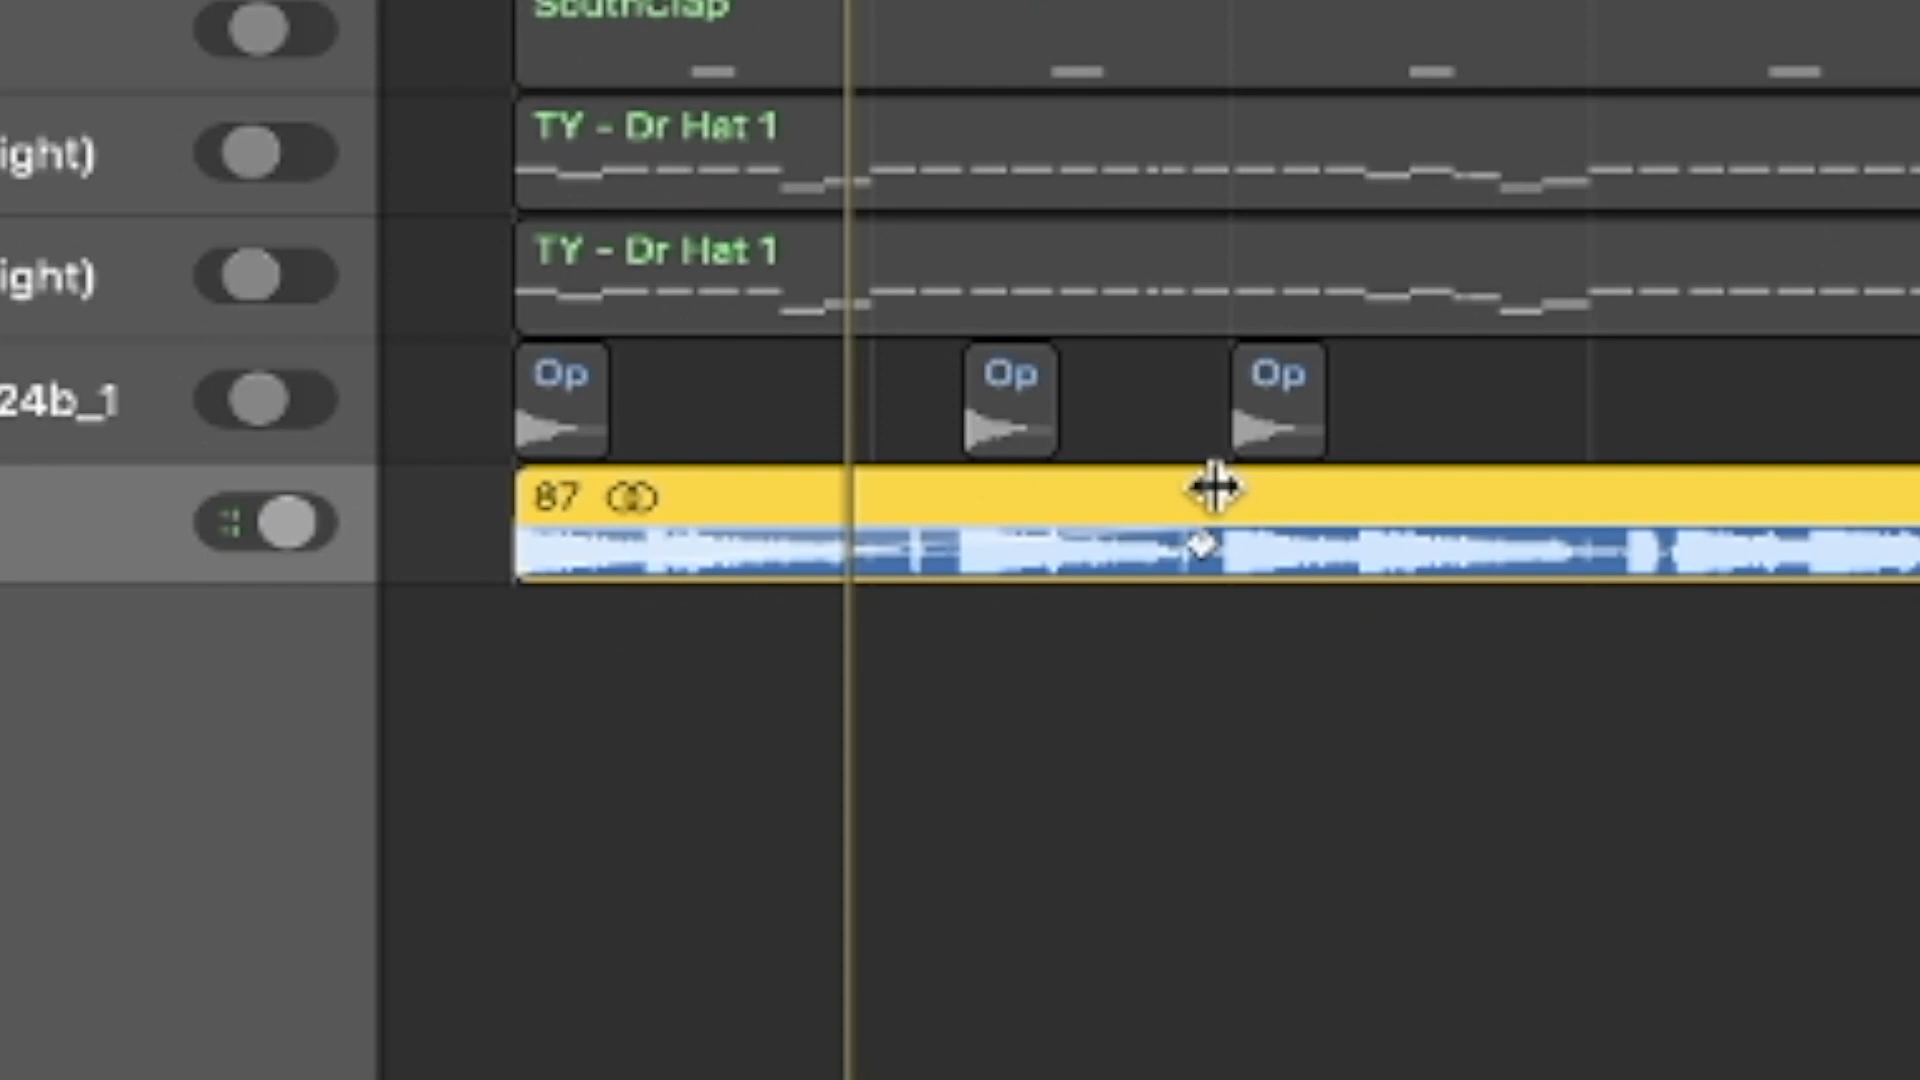 SouthClap
ight)
TY - Dr Hat 1
ight)
TY - Dr Hat 1
24b_1
Op
Op
Op
87